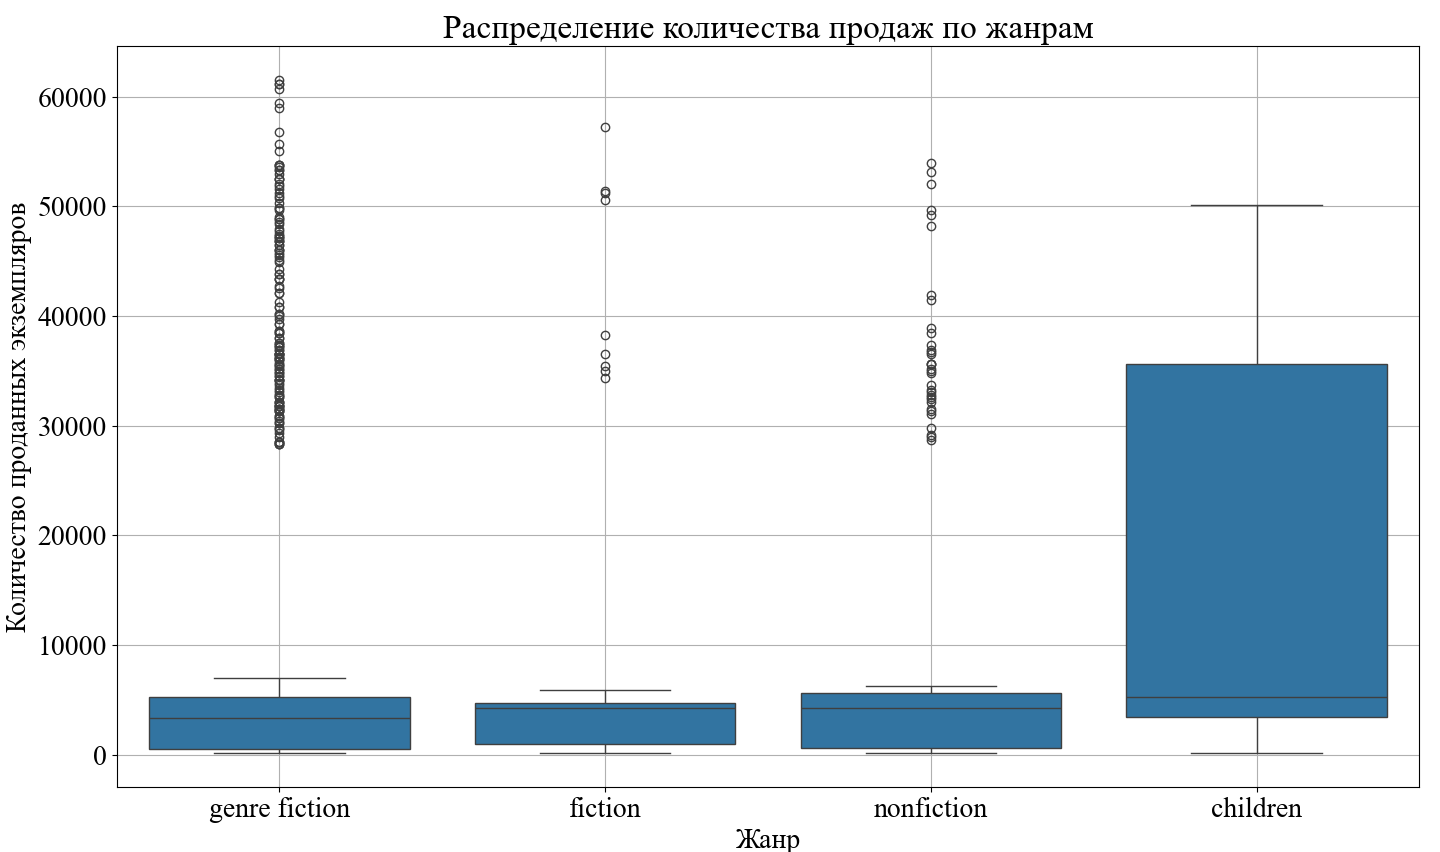 Распределение количества продаж по жанрам
Количество проданных экземпляров
60000
50000
40000
30000
20000
10000
0
genre fiction
fiction
nonfiction
children
Жанр